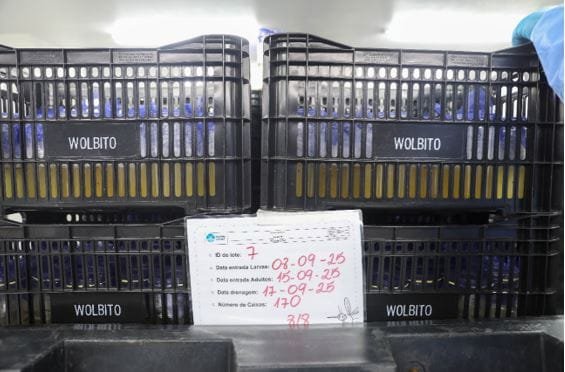 WOLBITO
WOLBITO
ID do lote: 7
Data entrada Larvas: 08-09-25
Data entrada Adultos: 15-09-25
Data drenagem: 17-09-25
Número de Caixas: 170
8/8
WOLBITO
WOLBITO